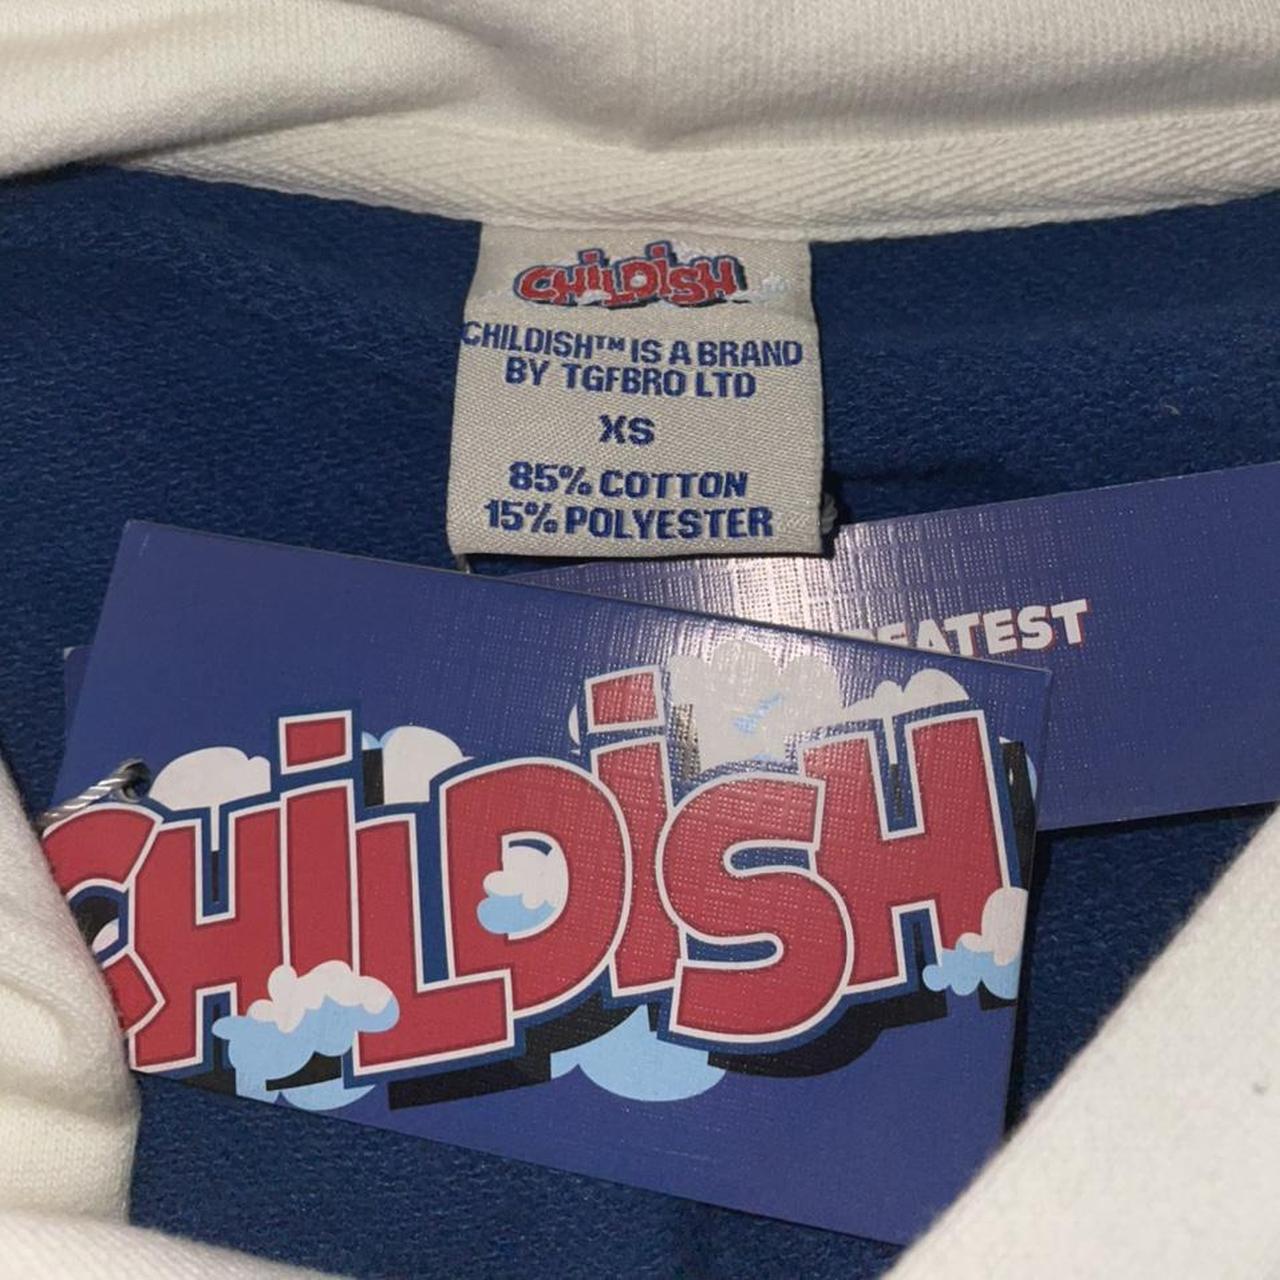 CHiLDiSH
CHILDISH™ IS A BRAND
BY TGFBRO LTD
XS
85% COTTON
15% POLYESTER
CHiLDiSH